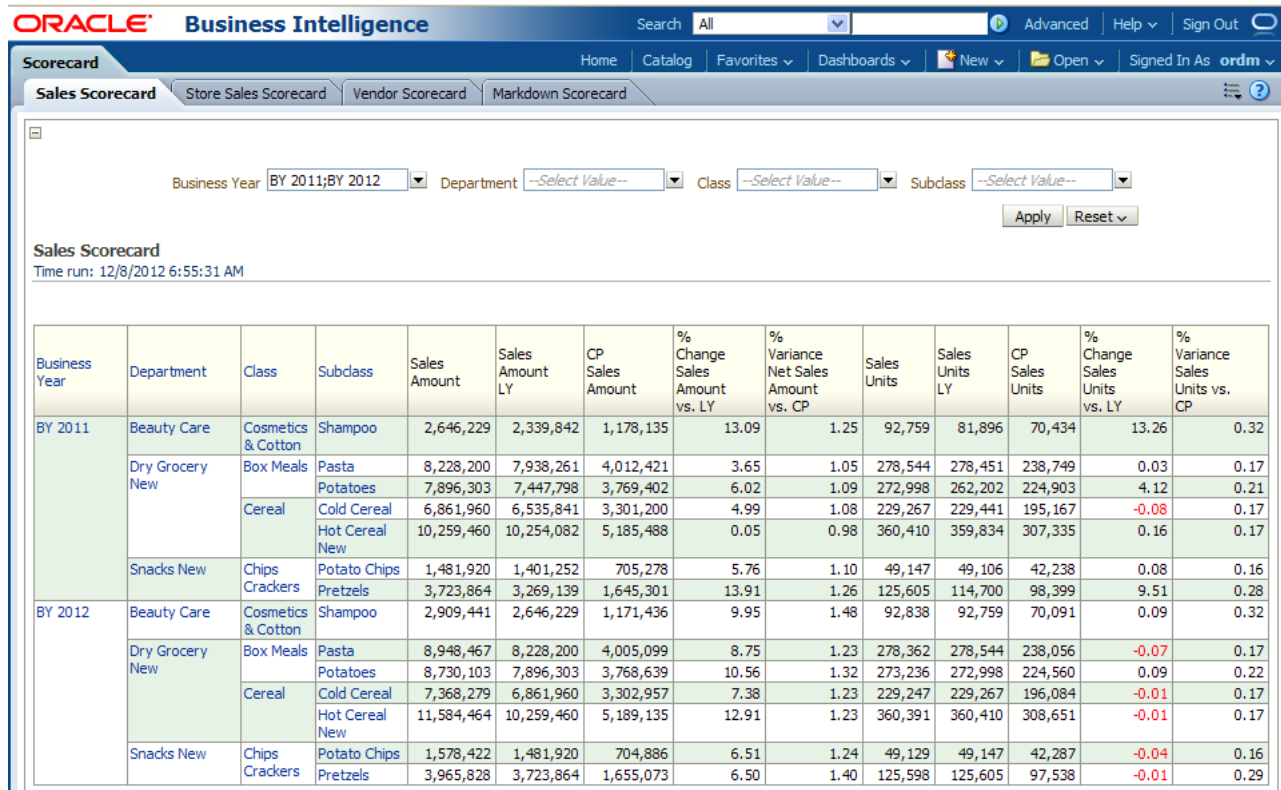 ORACLE Business Intelligence Search All Advanced Help Sign Out
Scorecard Home Catalog Favorites Dashboards New Open Signed In As ordm
Sales Scorecard Store Sales Scorecard Vendor Scorecard Markdown Scorecard
Business Year BY 2011;BY 2012 Department --Select Value-- Class --Select Value-- Subclass --Select Value--
Apply Reset
Sales Scorecard
Time run: 12/8/2012 6:55:31 AM
Business Year Department Class Subclass Sales Amount Sales Amount LY CP Sales Amount % Change Sales Amount vs. LY % Variance Net Sales Amount vs. CP Sales Units Sales Units LY CP Sales Units % Change Sales Units vs. LY % Variance Sales Units vs. CP
BY 2011 Beauty Care Cosmetics & Cotton Shampoo 2,646,229 2,339,842 1,178,135 13.09 1.25 92,759 81,896 70,434 13.26 0.32
Dry Grocery New Box Meals Pasta 8,228,200 7,938,261 4,012,421 3.65 1.05 278,544 278,451 238,749 0.03 0.17
Potatoes 7,896,303 7,447,798 3,769,402 6.02 1.09 272,998 262,202 224,903 4.12 0.21
Cereal Cold Cereal 6,861,960 6,535,841 3,301,200 4.99 1.08 229,267 229,441 195,167 -0.08 0.17
Hot Cereal New 10,259,460 10,254,082 5,185,488 0.05 0.98 360,410 359,834 307,335 0.16 0.17
Snacks New Chips Crackers Potato Chips 1,481,920 1,401,252 705,278 5.76 1.10 49,147 49,106 42,238 0.08 0.16
Pretzels 3,723,864 3,269,139 1,645,301 13.91 1.26 125,605 114,700 98,399 9.51 0.28
BY 2012 Beauty Care Cosmetics & Cotton Shampoo 2,909,441 2,646,229 1,171,436 9.95 1.48 92,838 92,759 70,091 0.09 0.32
Dry Grocery New Box Meals Pasta 8,948,467 8,228,200 4,005,099 8.75 1.23 278,362 278,544 238,056 -0.07 0.17
Potatoes 8,730,103 7,896,303 3,768,639 10.56 1.32 273,236 272,998 224,560 0.09 0.22
Cereal Cold Cereal 7,368,279 6,861,960 3,302,957 7.38 1.23 229,247 229,267 196,084 -0.01 0.17
Hot Cereal New 11,584,464 10,259,460 5,189,135 12.91 1.23 360,391 360,410 308,651 -0.01 0.17
Snacks New Chips Crackers Potato Chips 1,578,422 1,481,920 704,886 6.51 1.24 49,129 49,147 42,287 -0.04 0.16
Pretzels 3,965,828 3,723,864 1,655,073 6.50 1.40 125,598 125,605 97,538 -0.01 0.29